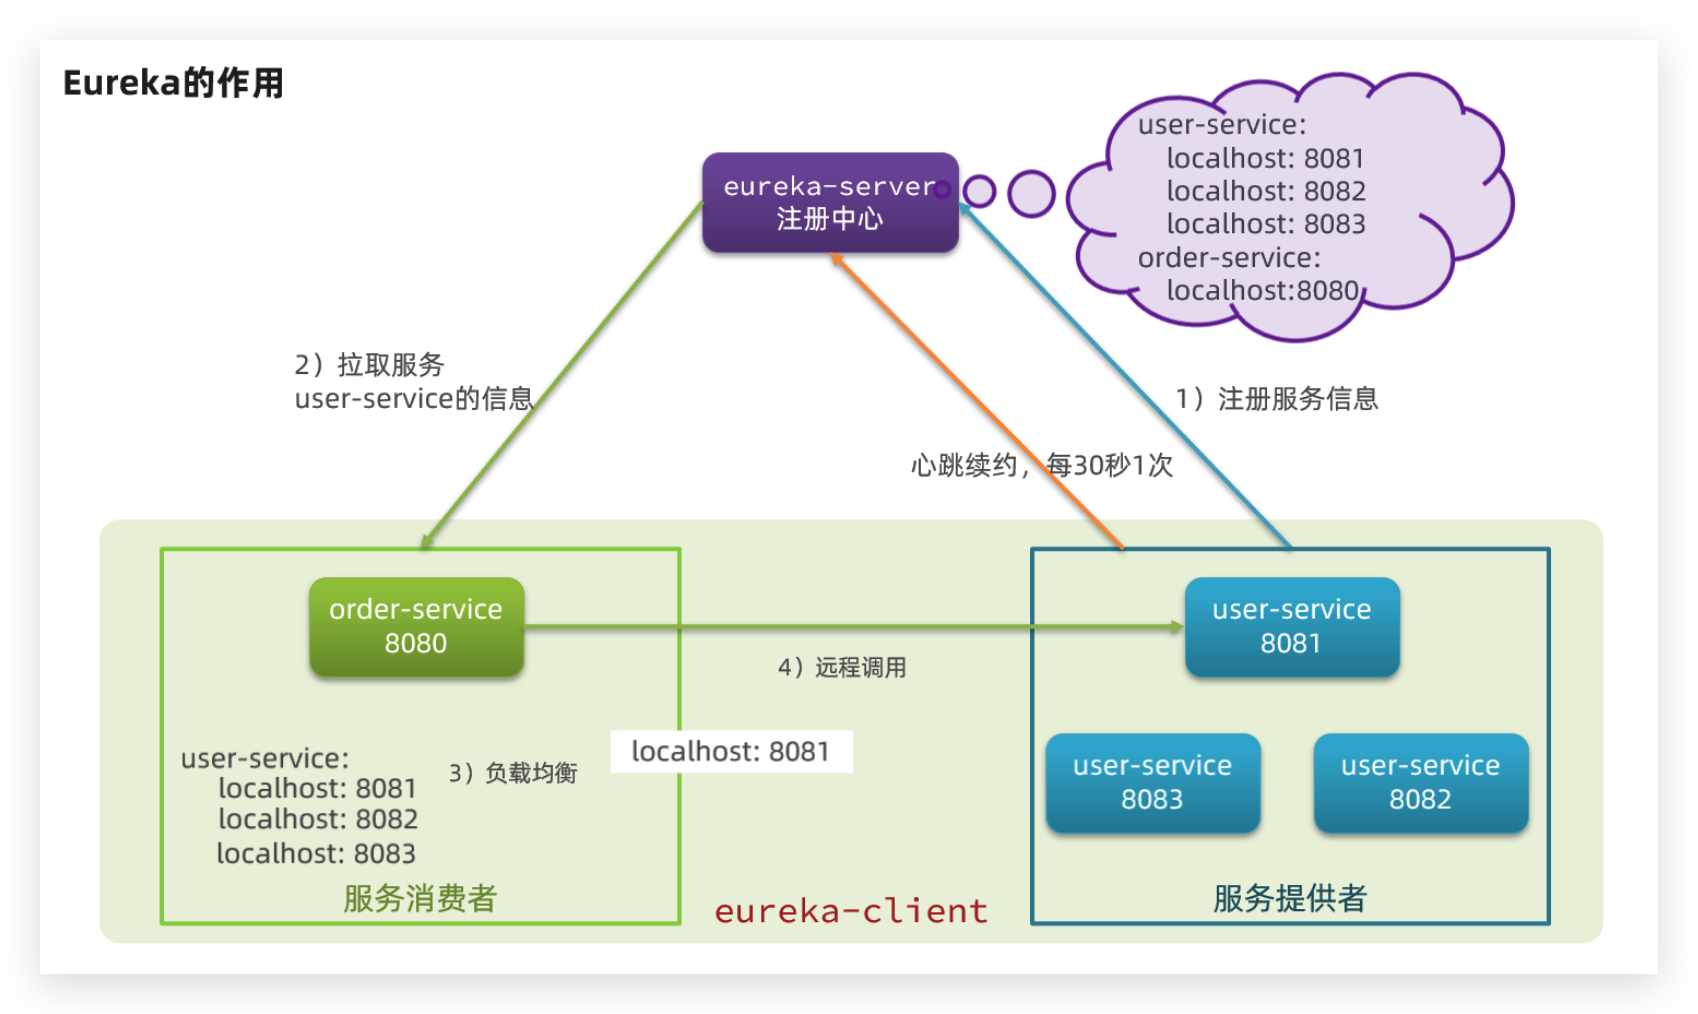 Eureka的作用
eureka-server
注册中心
user-service:
localhost: 8081
localhost: 8082
localhost: 8083
order-service:
localhost:8080
2）拉取服务
user-service的信息
1）注册服务信息
心跳续约，每30秒1次
order-service
8080
user-service
8081
4）远程调用
user-service:
localhost: 8081
localhost: 8082
localhost: 8083
3）负载均衡
localhost: 8081
user-service
8083
user-service
8082
服务消费者
eureka-client
服务提供者